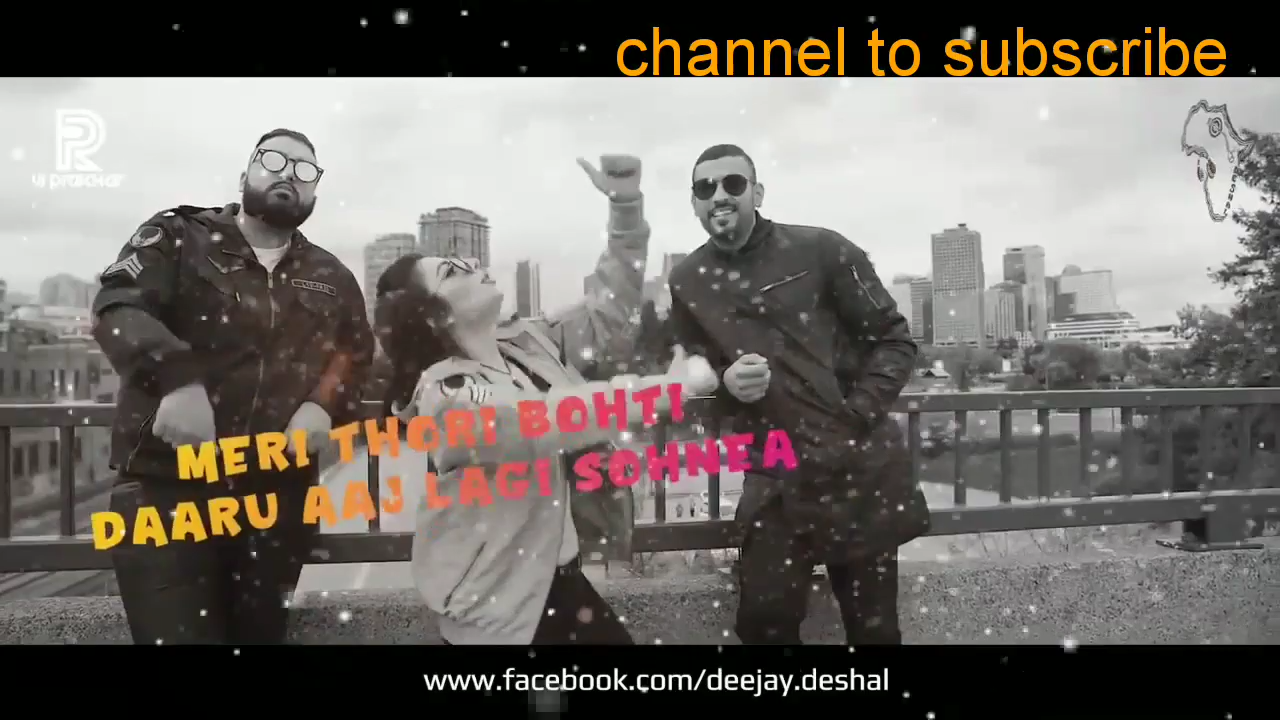 channel to subscribe
MERI THORI BOHTI
DAARU AAJ LAGI SOHNEA
www.facebook.com/deejay.deshal